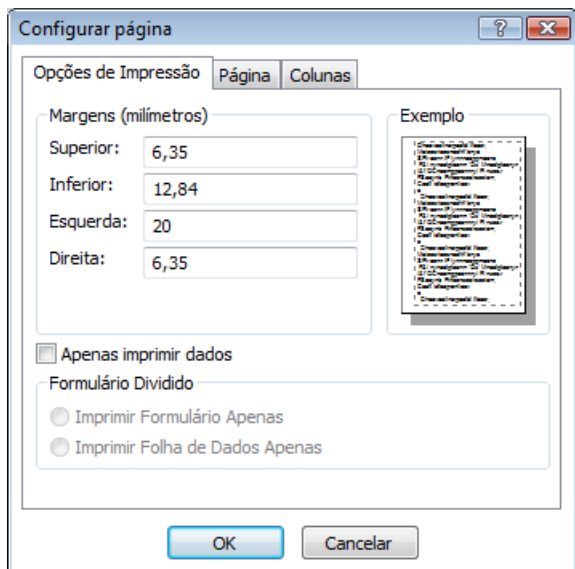 Configurar página
Opções de Impressão Página Colunas
Margens (milímetros)
Superior: 6,35
Inferior: 12,84
Esquerda: 20
Direita: 6,35
Exemplo
Apenas imprimir dados
Formulário Dividido
Imprimir Formulário Apenas
Imprimir Folha de Dados Apenas
OK Cancelar